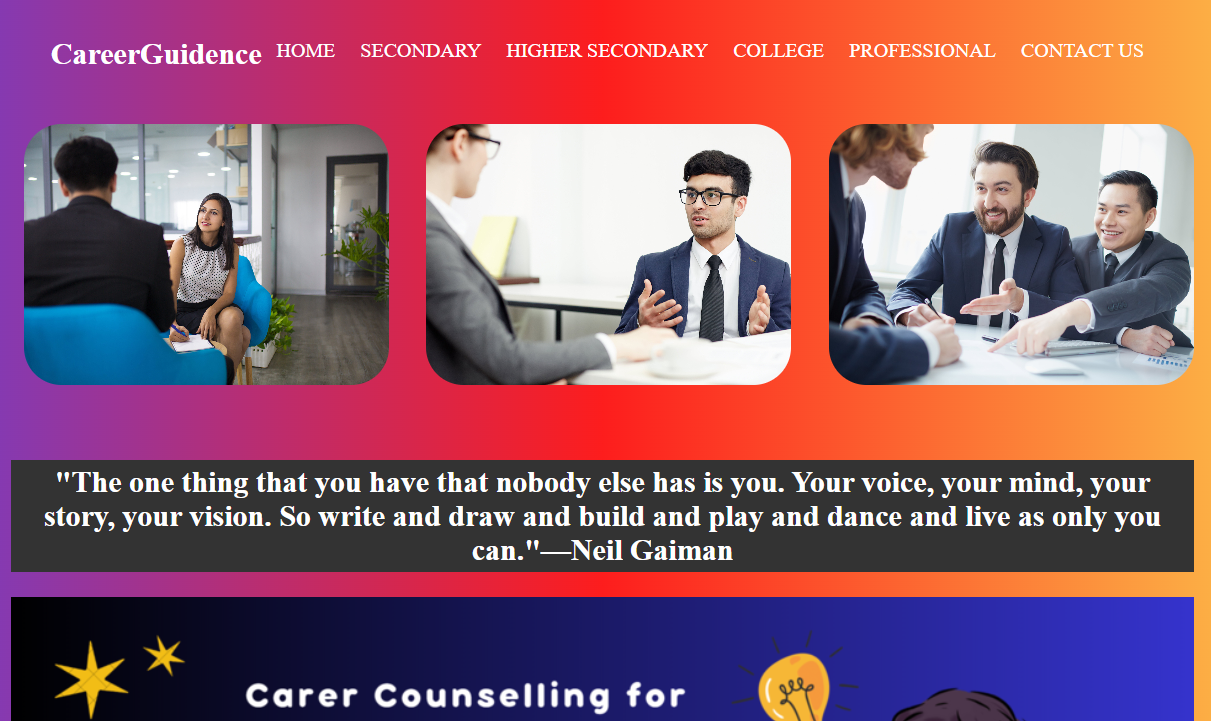 CareerGuidence HOME SECONDARY HIGHER SECONDARY COLLEGE PROFESSIONAL CONTACT US
"The one thing that you have that nobody else has is you. Your voice, your mind, your
story, your vision. So write and draw and build and play and dance and live as only you
can."—Neil Gaiman
Carer Counselling for